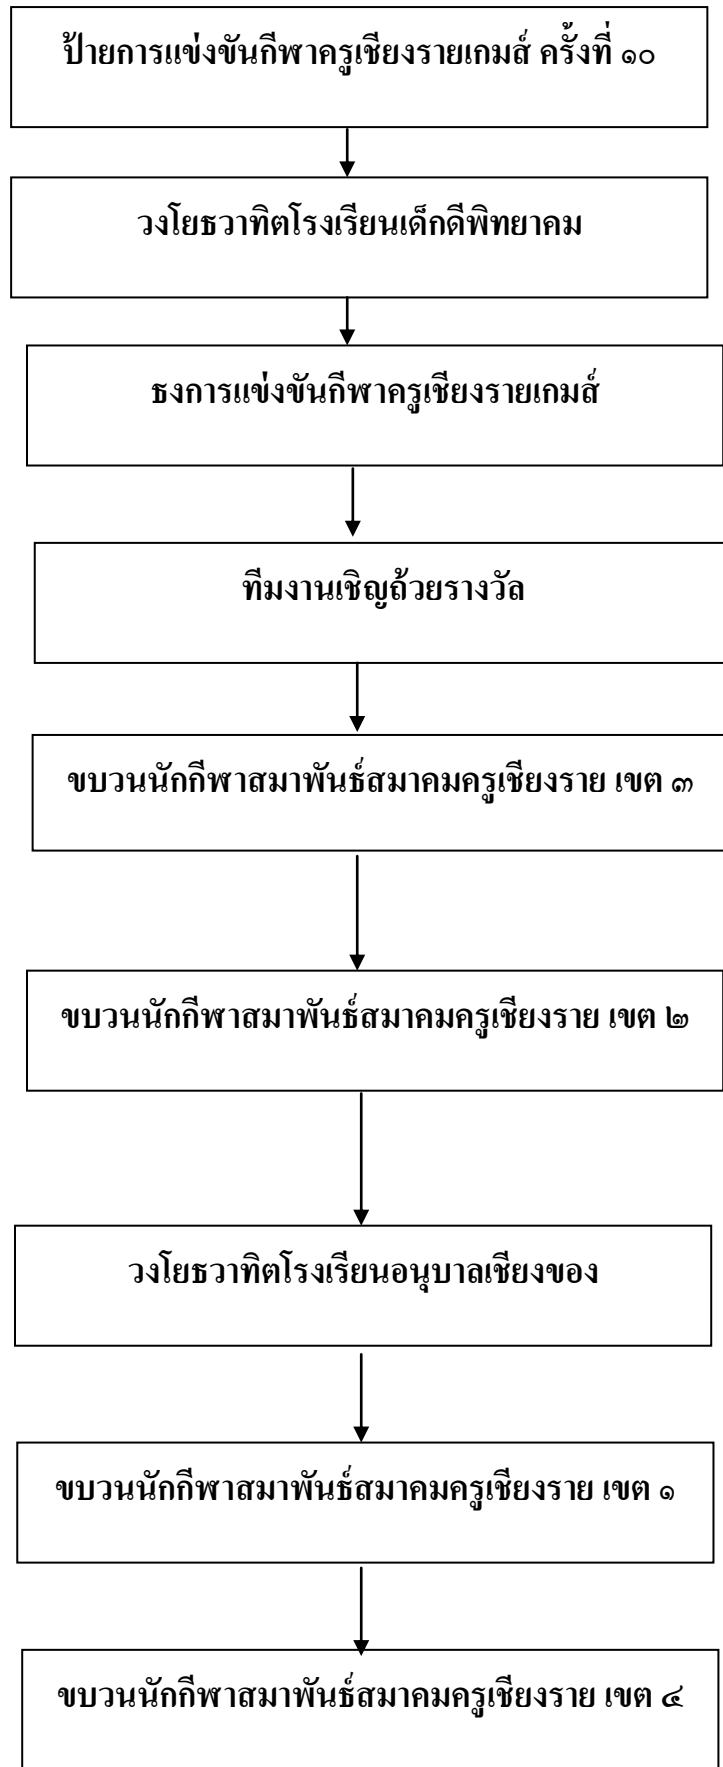 ป้ายการแข่งขันกีฬาครูเชียงรายเกมส์ ครั้งที่ ๑๐
วงโยธวาทิตโรงเรียนเด็กดีพิทยาคม
ธงการแข่งขันกีฬาครูเชียงรายเกมส์
ทีมงานเชิญถ้วยรางวัล
ขบวนนักกีฬาสมาพันธ์สมาคมครูเชียงราย เขต ๓
ขบวนนักกีฬาสมาพันธ์สมาคมครูเชียงราย เขต ๒
วงโยธวาทิตโรงเรียนอนุบาลเชียงของ
ขบวนนักกีฬาสมาพันธ์สมาคมครูเชียงราย เขต ๑
ขบวนนักกีฬาสมาพันธ์สมาคมครูเชียงราย เขต ๔